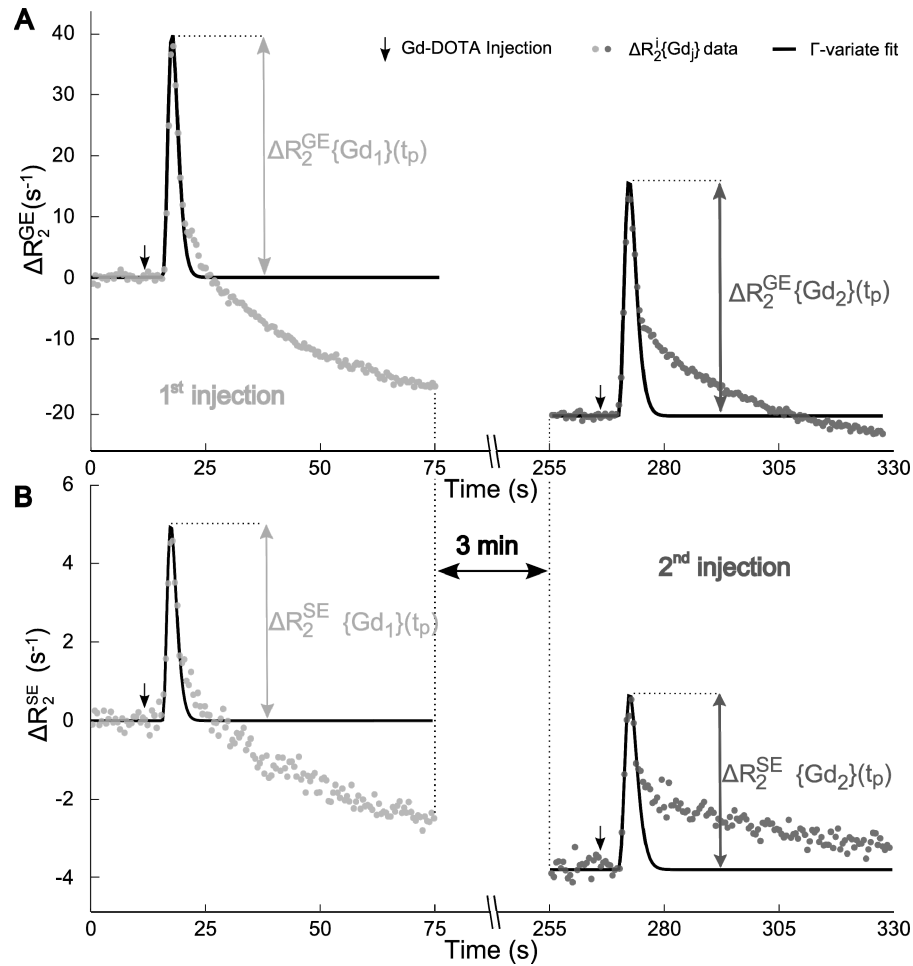 A
Gd-DOTA Injection
ΔR₂ⁱ{Gdⱼ} data
Γ-variate fit
40
30
20
10
0
-10
-20
ΔR₂ᴳᴱ(s⁻¹)
ΔR₂ᴳᴱ{Gd₁}(tₚ)
ΔR₂ᴳᴱ{Gd₂}(tₚ)
1ˢᵗ injection
0 25 50 75 255 280 305 330
Time (s) Time (s)
B
6
4
2
0
-2
-4
ΔR₂ˢᴱ (s⁻¹)
3 min
2ⁿᵈ injection
ΔR₂ˢᴱ {Gd₁}(tₚ)
ΔR₂ˢᴱ {Gd₂}(tₚ)
0 25 50 75 255 280 305 330
Time (s) Time (s)